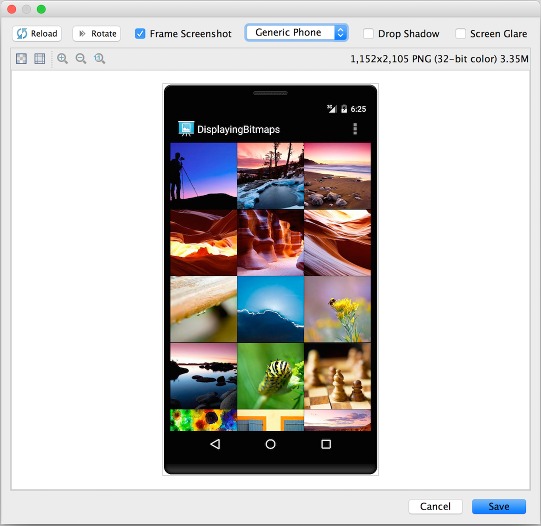 Reload Rotate Frame Screenshot Generic Phone Drop Shadow Screen Glare
1,152x2,105 PNG (32-bit color) 3.35M
3G 6:25
DisplayingBitmaps
Cancel Save